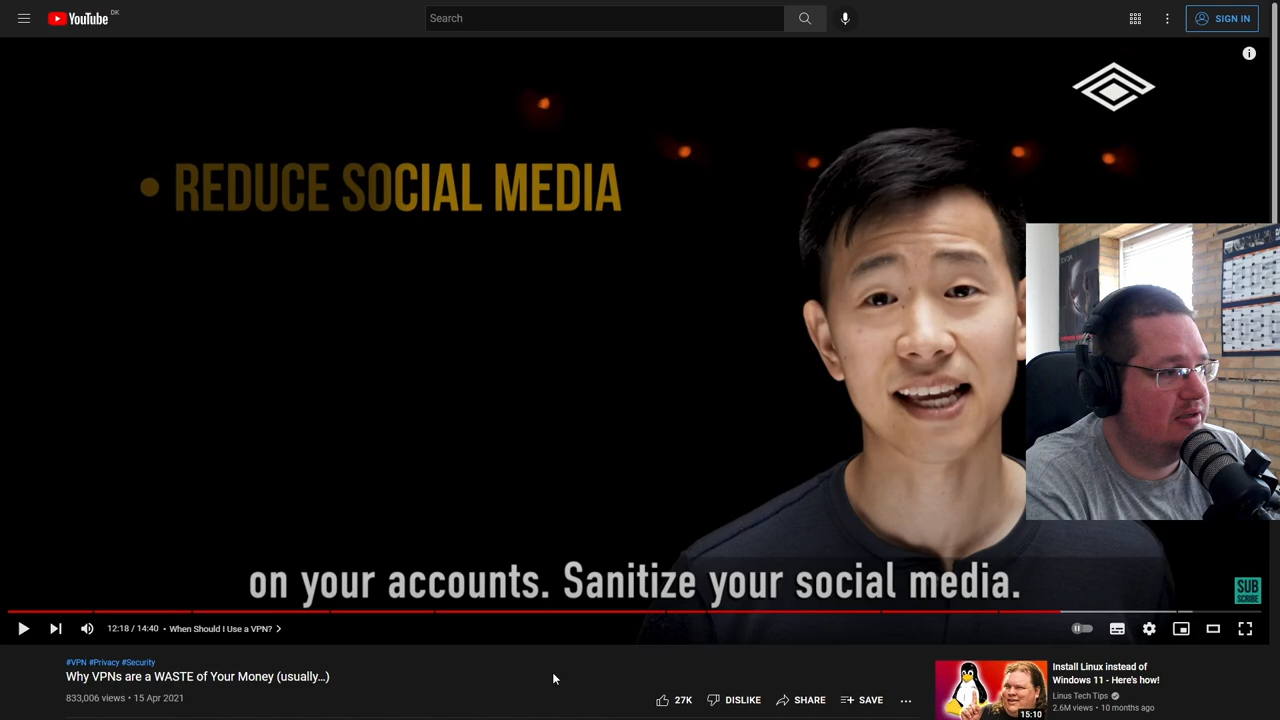 YouTube DK
Search
SIGN IN
• REDUCE SOCIAL MEDIA
on your accounts. Sanitize your social media.
SUB
SCRIBE
12:18 / 14:40 • When Should I Use a VPN?
#VPN #Privacy #Security
Why VPNs are a WASTE of Your Money (usually…)
833,006 views • 15 Apr 2021
27K
DISLIKE
SHARE
SAVE
15:10
Install Linux instead of
Windows 11 - Here's how!
Linus Tech Tips
2.6M views • 10 months ago